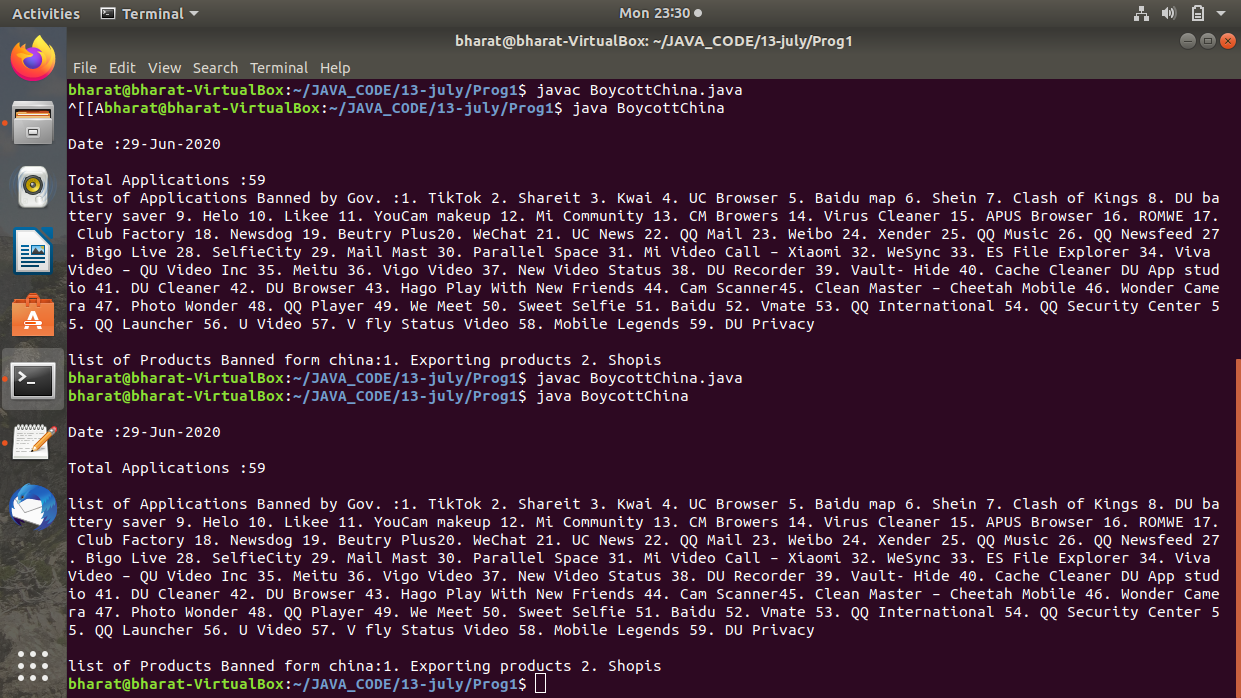 Activities Terminal Mon 23:30
bharat@bharat-VirtualBox: ~/JAVA_CODE/13-july/Prog1
File Edit View Search Terminal Help
bharat@bharat-VirtualBox:~/JAVA_CODE/13-july/Prog1$ javac BoycottChina.java
^[[Abharat@bharat-VirtualBox:~/JAVA_CODE/13-july/Prog1$ java BoycottChina
Date :29-Jun-2020
Total Applications :59
list of Applications Banned by Gov. :1. TikTok 2. Shareit 3. Kwai 4. UC Browser 5. Baidu map 6. Shein 7. Clash of Kings 8. DU ba
ttery saver 9. Helo 10. Likee 11. YouCam makeup 12. Mi Community 13. CM Browers 14. Virus Cleaner 15. APUS Browser 16. ROMWE 17.
Club Factory 18. Newsdog 19. Beutry Plus20. WeChat 21. UC News 22. QQ Mail 23. Weibo 24. Xender 25. QQ Music 26. QQ Newsfeed 27
. Bigo Live 28. SelfieCity 29. Mail Mast 30. Parallel Space 31. Mi Video Call – Xiaomi 32. WeSync 33. ES File Explorer 34. Viva
Video – QU Video Inc 35. Meitu 36. Vigo Video 37. New Video Status 38. DU Recorder 39. Vault- Hide 40. Cache Cleaner DU App stud
io 41. DU Cleaner 42. DU Browser 43. Hago Play With New Friends 44. Cam Scanner45. Clean Master – Cheetah Mobile 46. Wonder Came
ra 47. Photo Wonder 48. QQ Player 49. We Meet 50. Sweet Selfie 51. Baidu 52. Vmate 53. QQ International 54. QQ Security Center 5
5. QQ Launcher 56. U Video 57. V fly Status Video 58. Mobile Legends 59. DU Privacy
list of Products Banned form china:1. Exporting products 2. Shopis
bharat@bharat-VirtualBox:~/JAVA_CODE/13-july/Prog1$ javac BoycottChina.java
bharat@bharat-VirtualBox:~/JAVA_CODE/13-july/Prog1$ java BoycottChina
Date :29-Jun-2020
Total Applications :59
list of Applications Banned by Gov. :1. TikTok 2. Shareit 3. Kwai 4. UC Browser 5. Baidu map 6. Shein 7. Clash of Kings 8. DU ba
ttery saver 9. Helo 10. Likee 11. YouCam makeup 12. Mi Community 13. CM Browers 14. Virus Cleaner 15. APUS Browser 16. ROMWE 17.
Club Factory 18. Newsdog 19. Beutry Plus20. WeChat 21. UC News 22. QQ Mail 23. Weibo 24. Xender 25. QQ Music 26. QQ Newsfeed 27
. Bigo Live 28. SelfieCity 29. Mail Mast 30. Parallel Space 31. Mi Video Call – Xiaomi 32. WeSync 33. ES File Explorer 34. Viva
Video – QU Video Inc 35. Meitu 36. Vigo Video 37. New Video Status 38. DU Recorder 39. Vault- Hide 40. Cache Cleaner DU App stud
io 41. DU Cleaner 42. DU Browser 43. Hago Play With New Friends 44. Cam Scanner45. Clean Master – Cheetah Mobile 46. Wonder Came
ra 47. Photo Wonder 48. QQ Player 49. We Meet 50. Sweet Selfie 51. Baidu 52. Vmate 53. QQ International 54. QQ Security Center 5
5. QQ Launcher 56. U Video 57. V fly Status Video 58. Mobile Legends 59. DU Privacy
list of Products Banned form china:1. Exporting products 2. Shopis
bharat@bharat-VirtualBox:~/JAVA_CODE/13-july/Prog1$